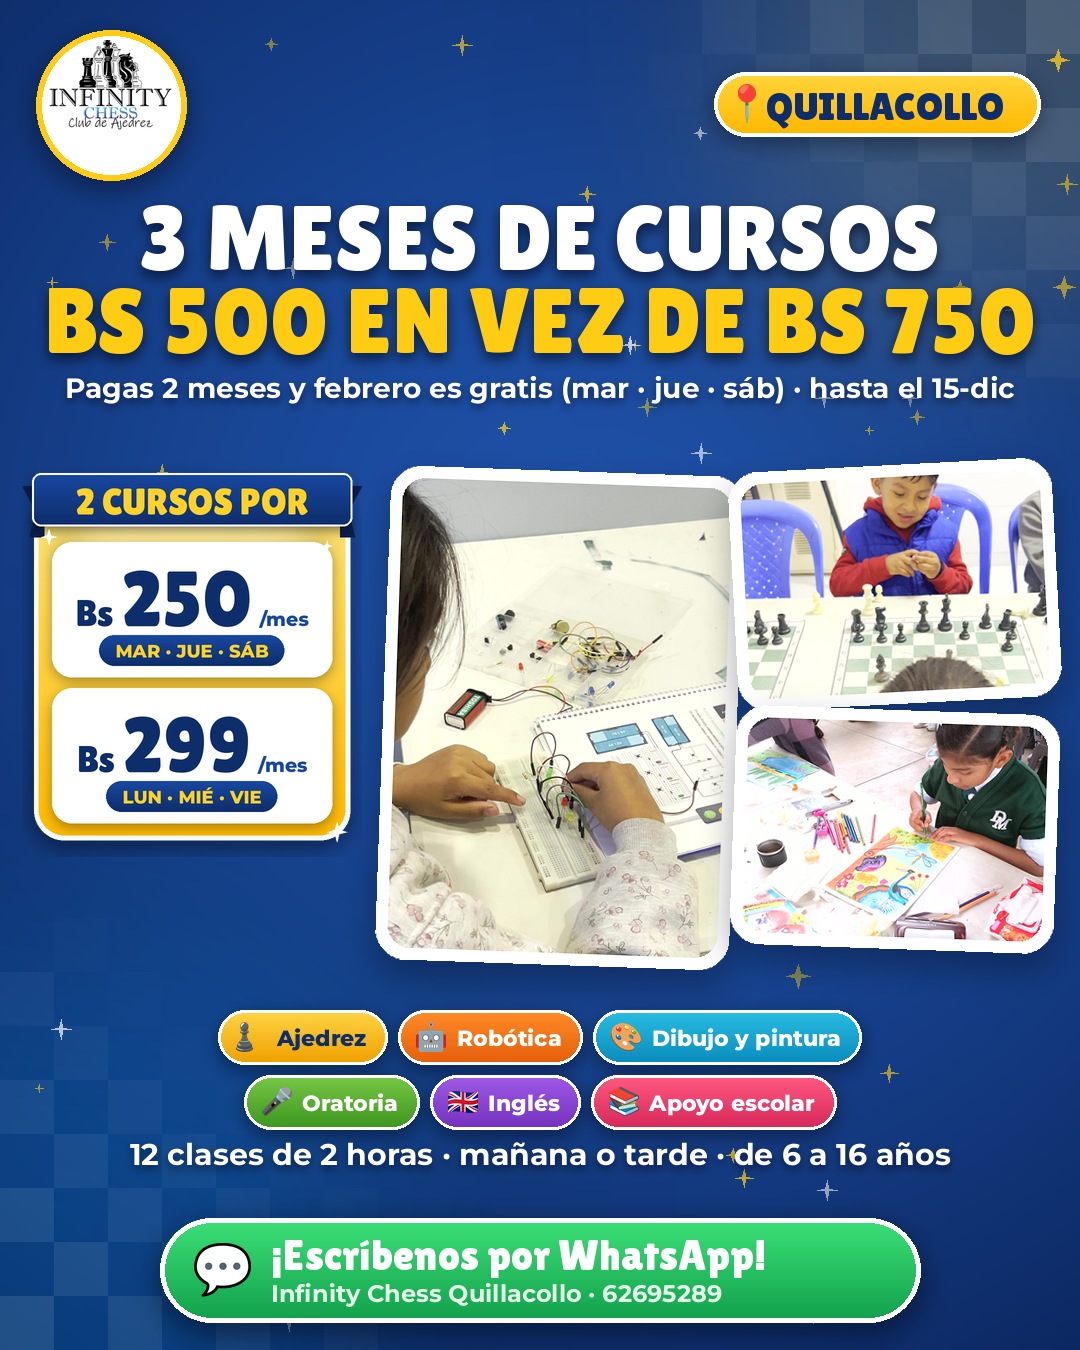 INFINITY
CHESS
Club de Ajedrez
QUILLACOLLO
3 MESES DE CURSOS
BS 500 EN VEZ DE BS 750
Pagas 2 meses y febrero es gratis (mar · jue · sáb) · hasta el 15-dic
2 CURSOS POR
Bs 250 /mes
MAR · JUE · SÁB
Bs 299 /mes
LUN · MIÉ · VIE
Ajedrez
Robótica
Dibujo y pintura
Oratoria
Inglés
Apoyo escolar
12 clases de 2 horas · mañana o tarde · de 6 a 16 años
¡Escríbenos por WhatsApp!
Infinity Chess Quillacollo · 62695289